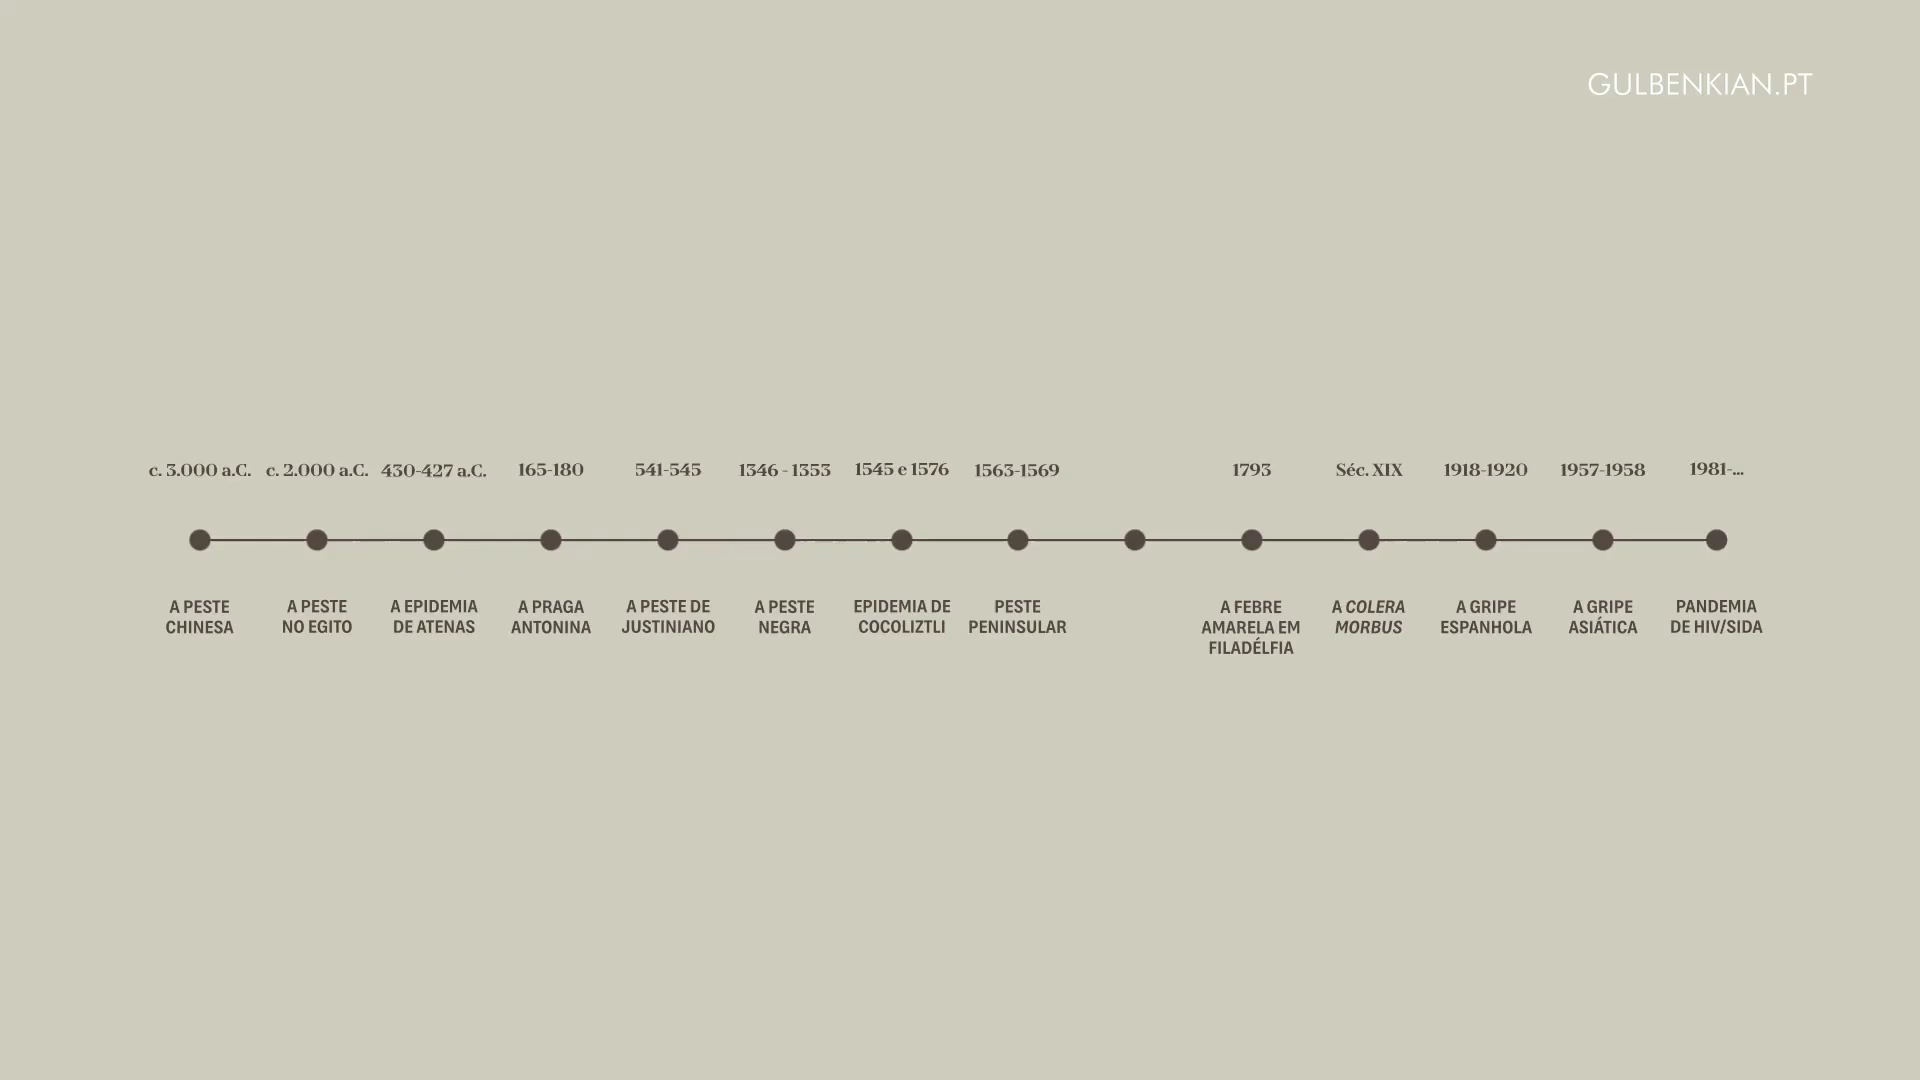 GULBENKIAN.PT
c. 3.000 a.C.
c. 2.000 a.C.
430-427 a.C.
165-180
541-545
1346 - 1353
1545 e 1576
1563-1569
1793
Séc. XIX
1918-1920
1957-1958
1981-...
A PESTE
CHINESA
A PESTE
NO EGITO
A EPIDEMIA
DE ATENAS
A PRAGA
ANTONINA
A PESTE DE
JUSTINIANO
A PESTE
NEGRA
EPIDEMIA DE
COCOLIZTLI
PESTE
PENINSULAR
A FEBRE
AMARELA EM
FILADÉLFIA
A COLERA
MORBUS
A GRIPE
ESPANHOLA
A GRIPE
ASIÁTICA
PANDEMIA
DE HIV/SIDA